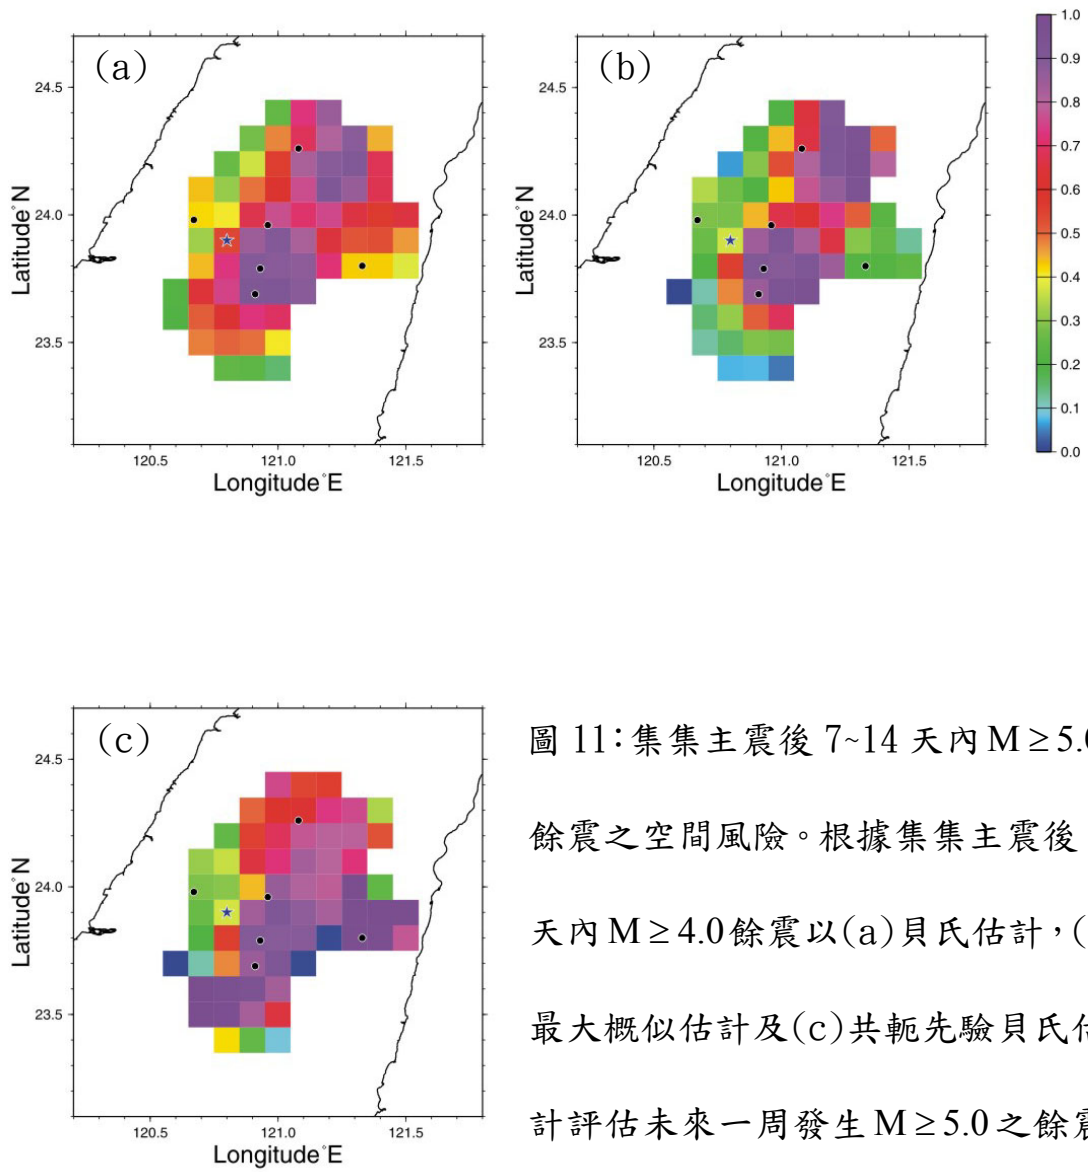 (a)
24.5
24.0
23.5
Latitude°N
120.5
121.0
121.5
Longitude°E
(b)
24.5
24.0
23.5
Latitude°N
120.5
121.0
121.5
Longitude°E
1.0
0.9
0.8
0.7
0.6
0.5
0.4
0.3
0.2
0.1
0.0
(c)
24.5
24.0
23.5
Latitude°N
120.5
121.0
121.5
Longitude°E
圖 11:集集主震後 7~14 天內 M ≥ 5.0
餘震之空間風險。根據集集主震後
天內 M ≥ 4.0 餘震以(a)貝氏估計,(
最大概似估計及(c)共軛先驗貝氏估
計評估未來一周發生 M ≥ 5.0 之餘震